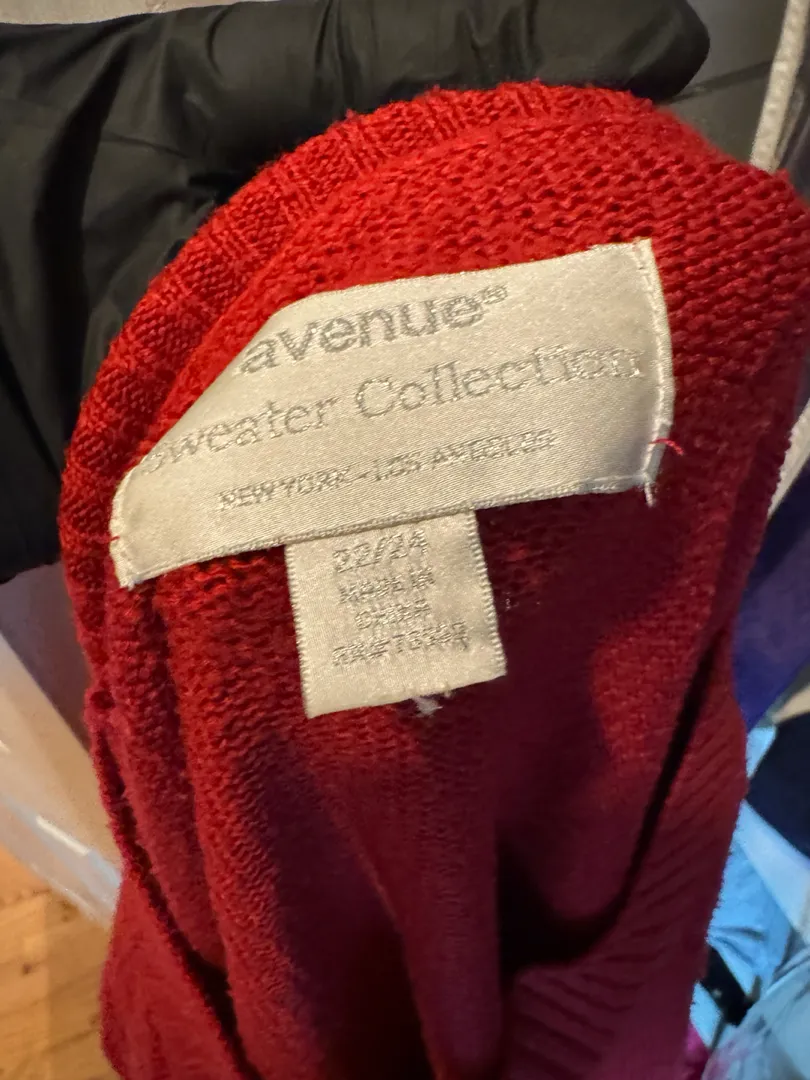 avenue®
Sweater Collection
NEW YORK - LOS ANGELES
22/24
MADE IN
CHINA